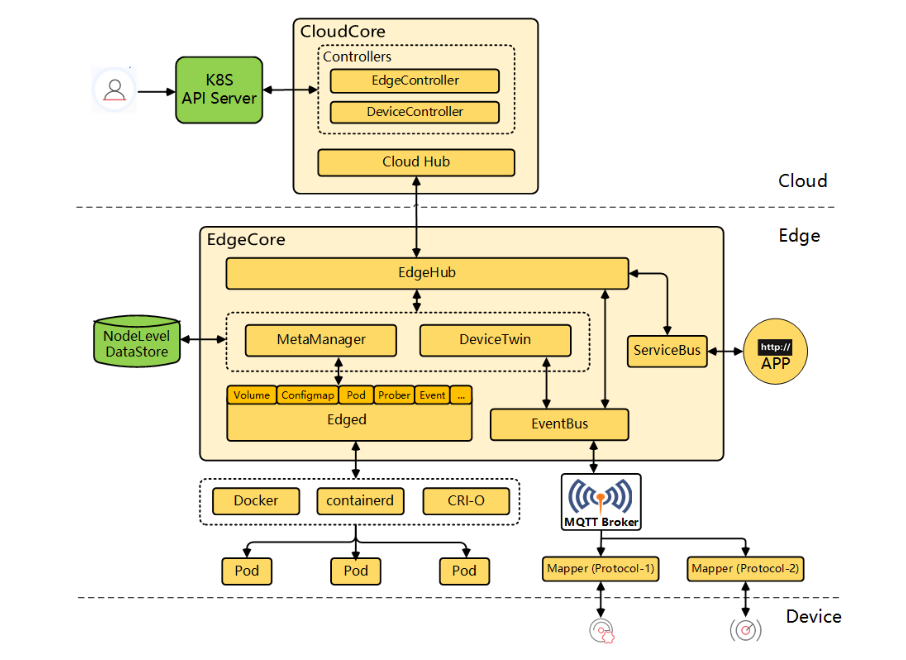 CloudCore
Controllers
EdgeController
DeviceController
K8S
API Server
Cloud Hub
Cloud
Edge
EdgeCore
EdgeHub
NodeLevel
DataStore
MetaManager
DeviceTwin
ServiceBus
http://
APP
Volume
Configmap
Pod
Prober
Event
...
Edged
EventBus
Docker
containerd
CRI-O
MQTT Broker
Pod
Pod
Pod
Mapper (Protocol-1)
Mapper (Protocol-2)
Device